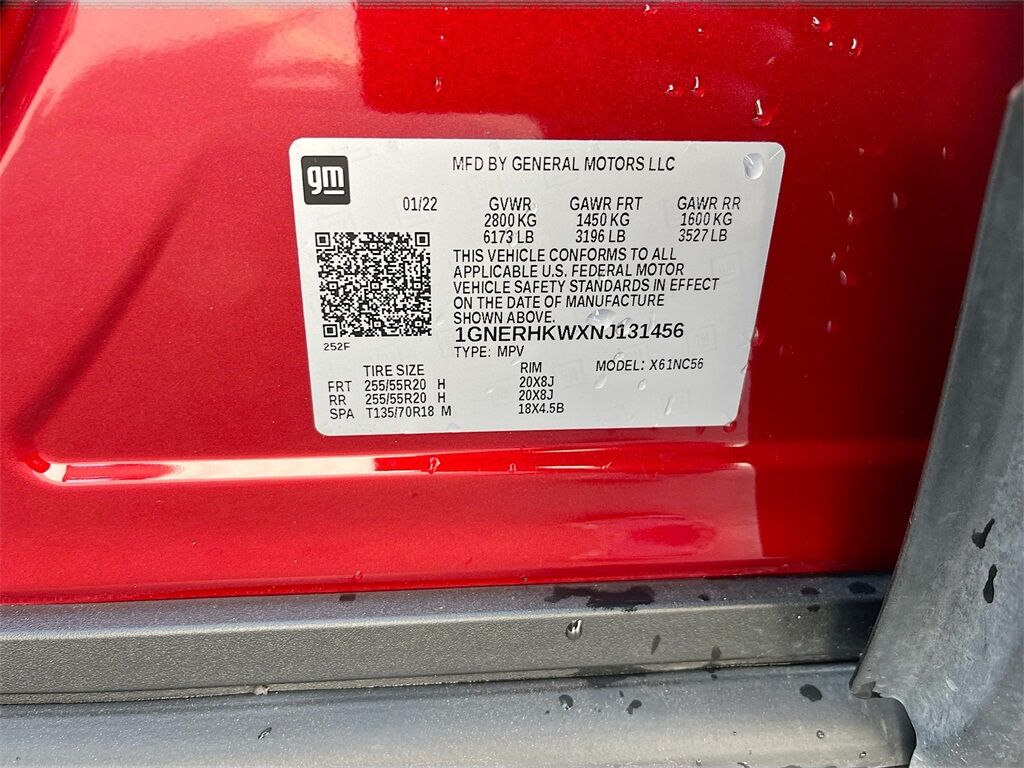 gm
MFD BY GENERAL MOTORS LLC
01/22 GVWR GAWR FRT GAWR RR
2800 KG 1450 KG 1600 KG
6173 LB 3196 LB 3527 LB
THIS VEHICLE CONFORMS TO ALL
APPLICABLE U.S. FEDERAL MOTOR
VEHICLE SAFETY STANDARDS IN EFFECT
ON THE DATE OF MANUFACTURE
SHOWN ABOVE.
1GNERHKWXNJ131456
252F
TYPE: MPV
TIRE SIZE RIM MODEL: X61NC56
FRT 255/55R20 H 20X8J
RR 255/55R20 H 20X8J
SPA T135/70R18 M 18X4.5B